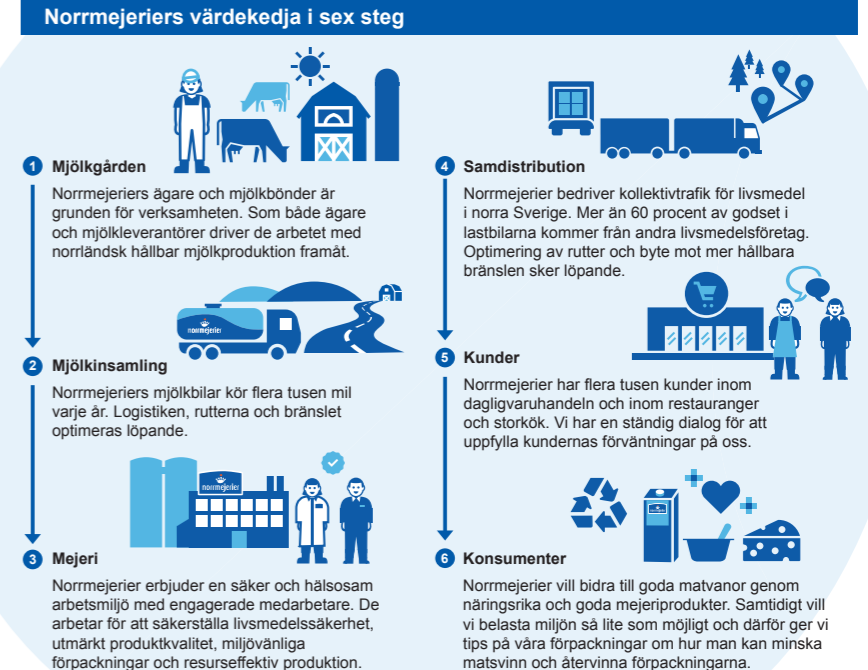 Norrmejeriers värdekedja i sex steg
1 Mjölkgården
Norrmejeriers ägare och mjölkbönder är
grunden för verksamheten. Som både ägare
och mjölkleverantörer driver de arbetet med
norrländsk hållbar mjölkproduktion framåt.
norrmejerier
2 Mjölkinsamling
Norrmejeriers mjölkbilar kör flera tusen mil
varje år. Logistiken, rutterna och bränslet
optimeras löpande.
norrmejerier
3 Mejeri
Norrmejerier erbjuder en säker och hälsosam
arbetsmiljö med engagerade medarbetare. De
arbetar för att säkerställa livsmedelssäkerhet,
utmärkt produktkvalitet, miljövänliga
förpackningar och resurseffektiv produktion.
4 Samdistribution
Norrmejerier bedriver kollektivtrafik för livsmedel
i norra Sverige. Mer än 60 procent av godset i
lastbilarna kommer från andra livsmedelsföretag.
Optimering av rutter och byte mot mer hållbara
bränslen sker löpande.
5 Kunder
Norrmejerier har flera tusen kunder inom
dagligvaruhandeln och inom restauranger
och storkök. Vi har en ständig dialog för att
uppfylla kundernas förväntningar på oss.
6 Konsumenter
Norrmejerier vill bidra till goda matvanor genom
näringsrika och goda mejeriprodukter. Samtidigt vill
vi belasta miljön så lite som möjligt och därför ger vi
tips på våra förpackningar om hur man kan minska
matsvinn och återvinna förpackningarna.